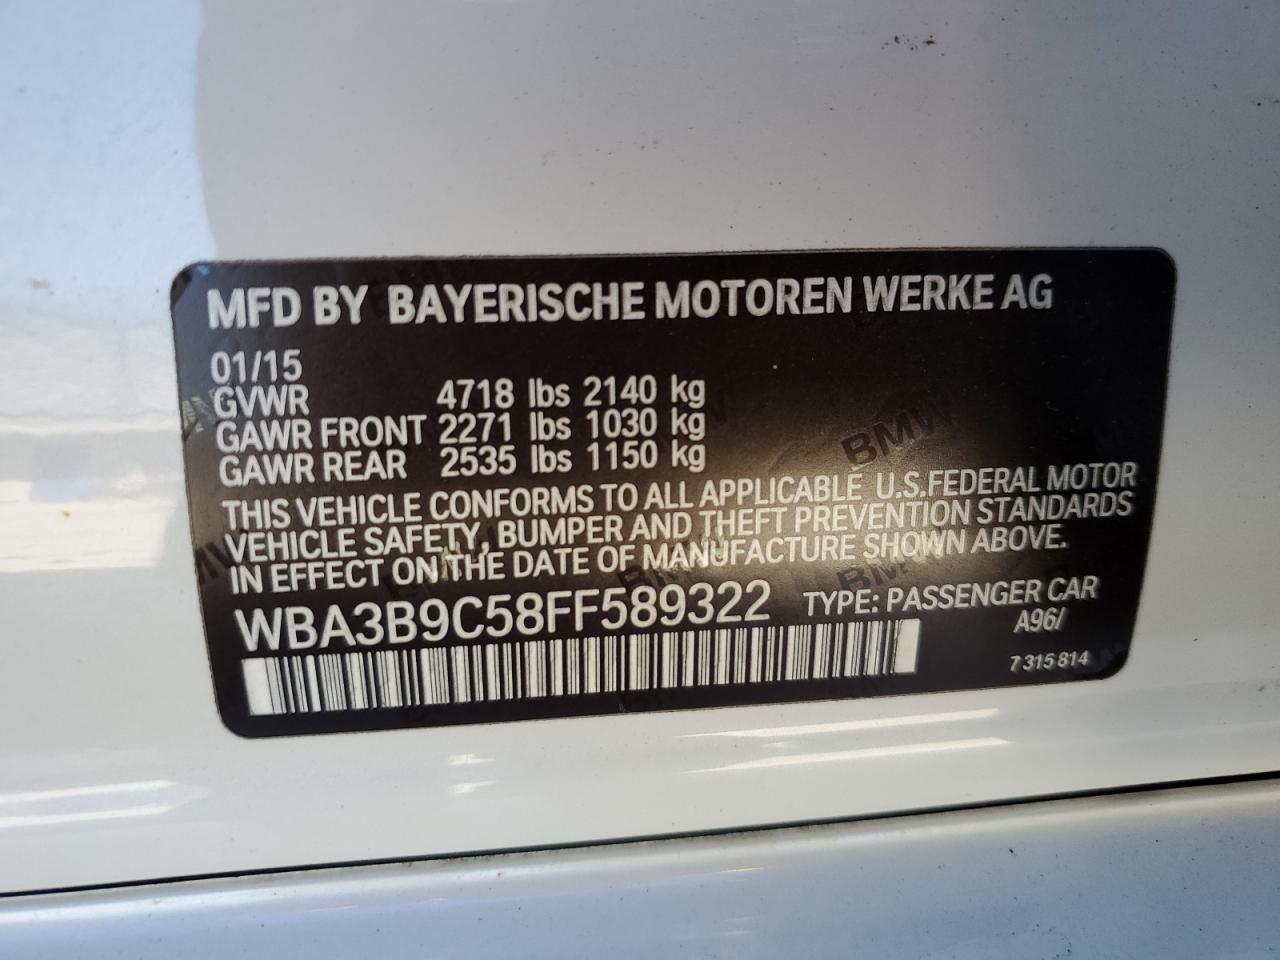 MFD BY BAYERISCHE MOTOREN WERKE AG
01/15
GVWR 4718 lbs 2140 kg
GAWR FRONT 2271 lbs 1030 kg
GAWR REAR 2535 lbs 1150 kg
THIS VEHICLE CONFORMS TO ALL APPLICABLE U.S.FEDERAL MOTOR
VEHICLE SAFETY, BUMPER AND THEFT PREVENTION STANDARDS
IN EFFECT ON THE DATE OF MANUFACTURE SHOWN ABOVE.
WBA3B9C58FF589322 TYPE: PASSENGER CAR
A96/
7 315 814
BMW